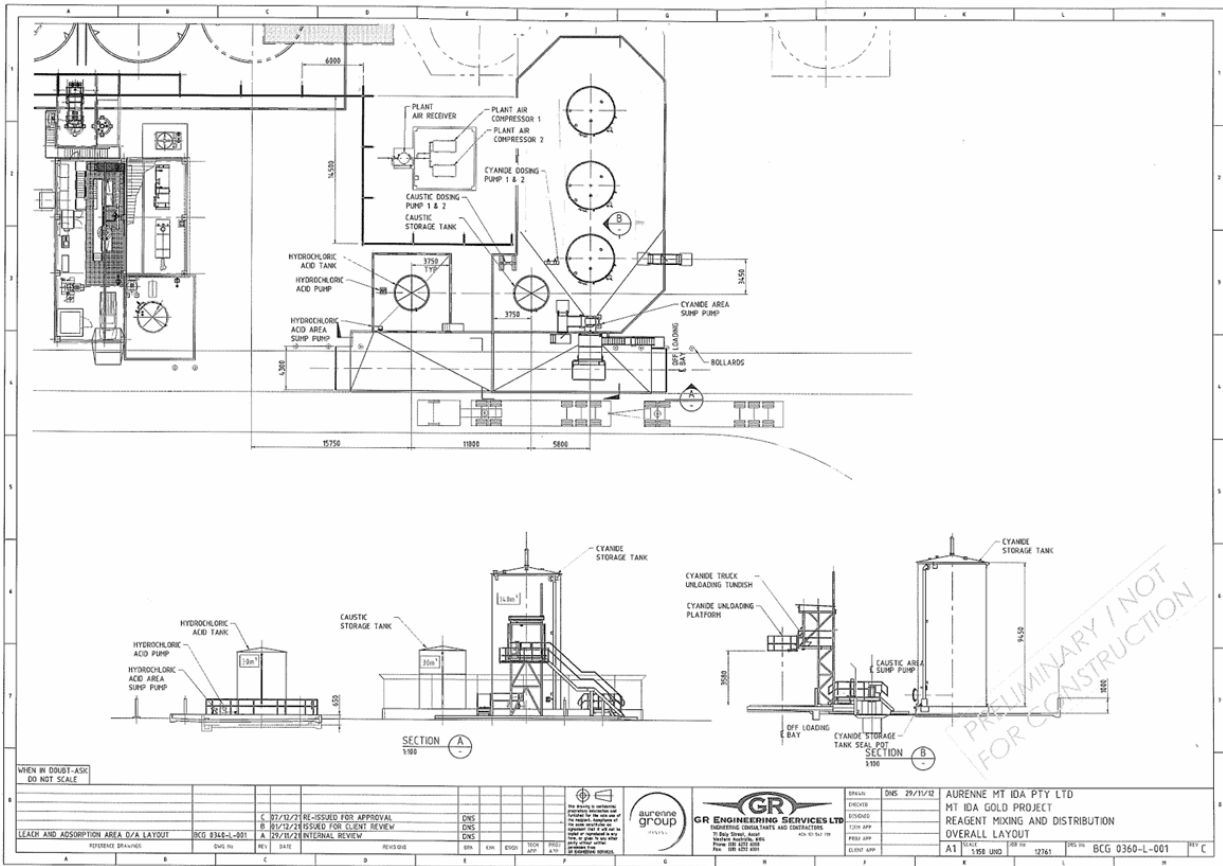 A B C D E F G H J K L M
6000
PLANT
AIR RECEIVER
PLANT AIR
COMPRESSOR 1
PLANT AIR
COMPRESSOR 2
14500
CYANIDE DOSING
PUMP 1 & 2
CAUSTIC DOSING
PUMP 1 & 2
CAUSTIC
STORAGE TANK
B
HYDROCHLORIC
ACID TANK
3750
TYP
HYDROCHLORIC
ACID PUMP
3450
3750
HYDROCHLORIC
ACID AREA
SUMP PUMP
CYANIDE AREA
SUMP PUMP
4300
OFF LOADING
BAY
BOLLARDS
A
15750
11800
5800
CYANIDE
STORAGE TANK
CYANIDE
STORAGE TANK
CYANIDE TRUCK
UNLOADING TUNDISH
CYANIDE UNLOADING
PLATFORM
HYDROCHLORIC
ACID TANK
CAUSTIC
STORAGE TANK
HYDROCHLORIC
ACID PUMP
HYDROCHLORIC
ACID AREA
SUMP PUMP
30m³
650
3580
CAUSTIC AREA
SUMP PUMP
9450
1000
OFF LOADING
BAY
CYANIDE STORAGE
TANK SEAL POT
SECTION A
1:100
SECTION B
1:100
PRELIMINARY / NOT
FOR CONSTRUCTION
WHEN IN DOUBT-ASK
DO NOT SCALE
C 07/12/21 RE-ISSUED FOR APPROVAL DNS
B 01/12/21 ISSUED FOR CLIENT REVIEW DNS
A 29/11/21 INTERNAL REVIEW DNS
LEACH AND ADSORPTION AREA O/A LAYOUT BCG 0340-L-001
REFERENCE DRAWINGS DWG No REV DATE REVISIONS
aurenne
group
GR
GR ENGINEERING SERVICES LTD
ENGINEERING CONSULTANTS AND CONTRACTORS
DRAWN DNS 29/11/12
CHECKED
DESIGNED
CLIENT APP
AURENNE MT IDA PTY LTD
MT IDA GOLD PROJECT
REAGENT MIXING AND DISTRIBUTION
OVERALL LAYOUT
A1 SCALE 1:150 UNO 12761 BCG 0360-L-001 REV C
A B C D E F G H J K L M